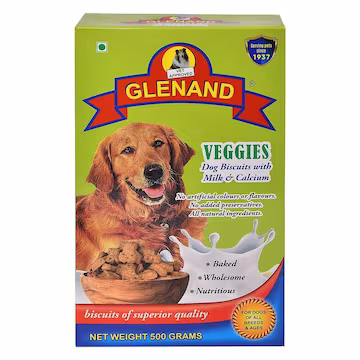 Serving pets
since
1937
VET
APPROVED
GLENAND
VEGGIES
Dog Biscuits with
Milk & Calcium
No artificial colours or flavours.
No added preservatives.
All natural ingredients.
• Baked
• Wholesome
• Nutritious
biscuits of superior quality
NET WEIGHT 500 GRAMS
FOR DOGS
OF ALL
BREEDS
& AGES